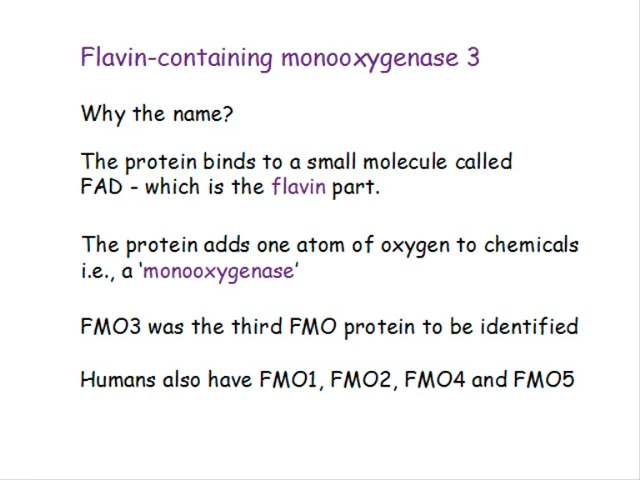 Flavin-containing monooxygenase 3
Why the name?
The protein binds to a small molecule called
FAD - which is the flavin part.
The protein adds one atom of oxygen to chemicals
i.e., a ‘monooxygenase’
FMO3 was the third FMO protein to be identified
Humans also have FMO1, FMO2, FMO4 and FMO5